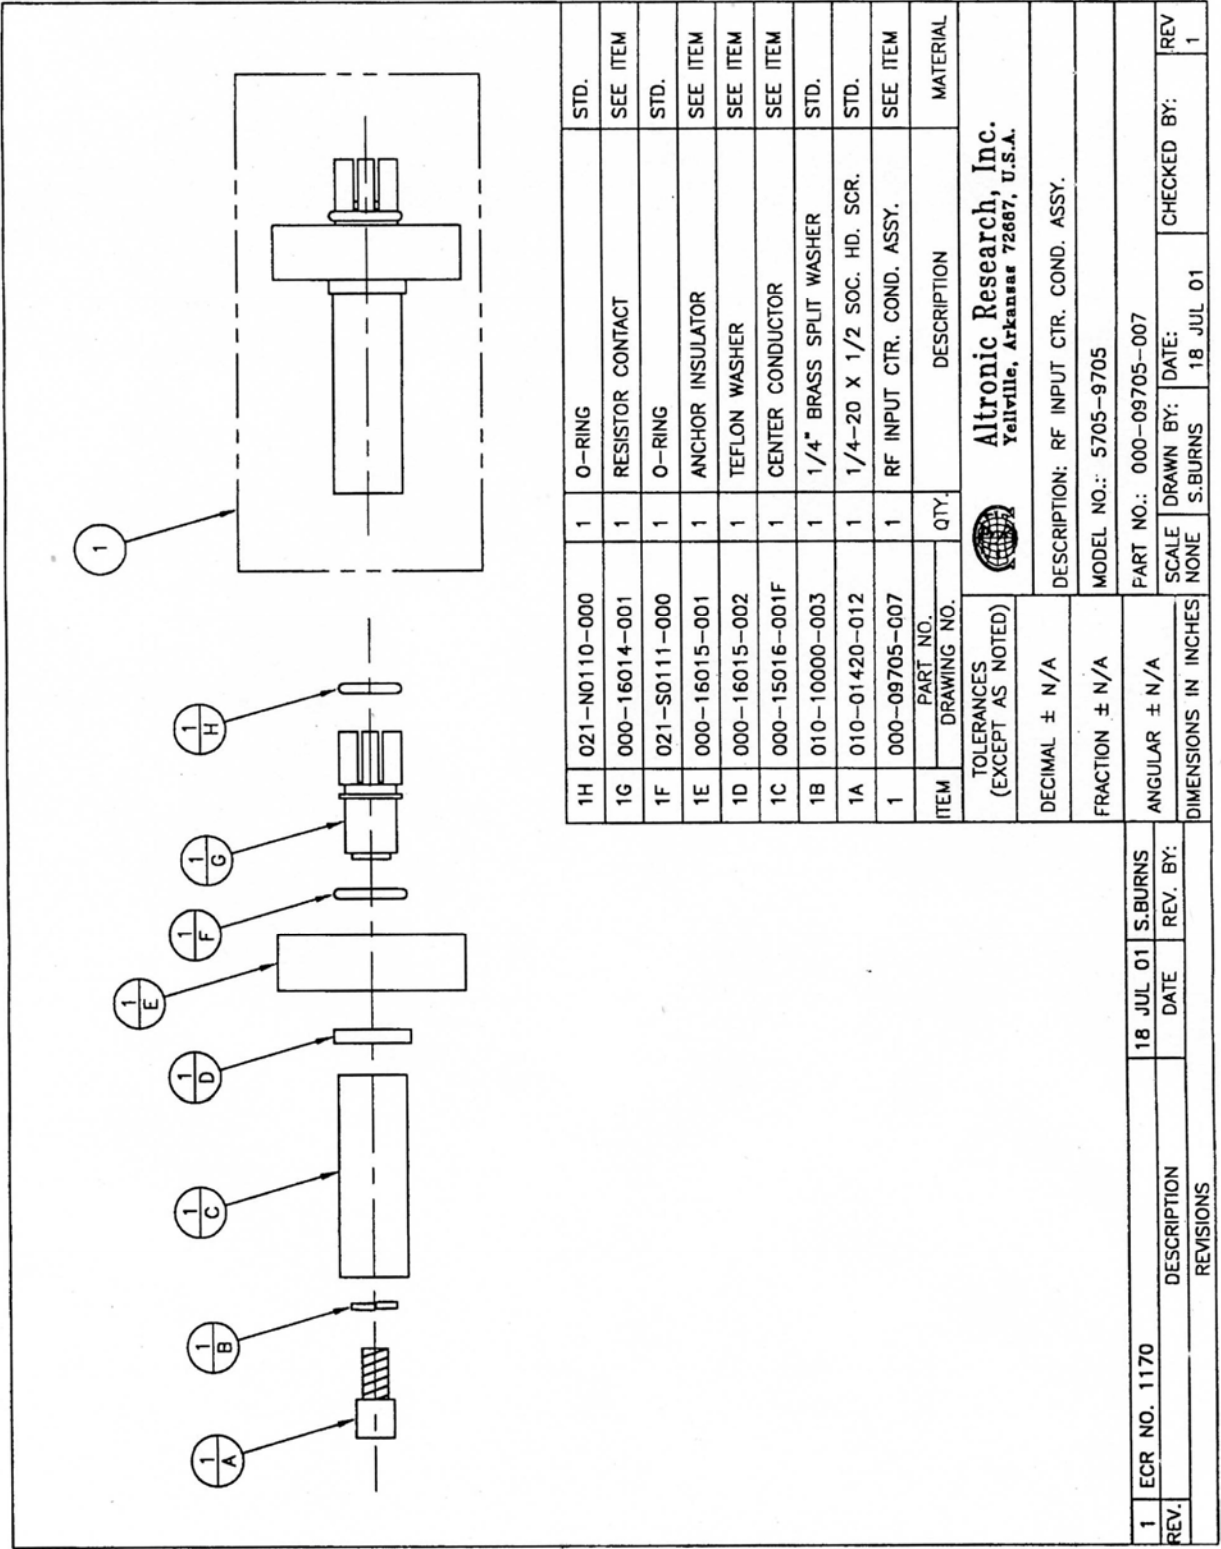 1
1 A
1 B
1 C
1 D
1 E
1 F
1 G
1 H
1H 021-N0110-000 1 O-RING STD.
1G 000-16014-001 1 RESISTOR CONTACT SEE ITEM
1F 021-S0111-000 1 O-RING STD.
1E 000-16015-001 1 ANCHOR INSULATOR SEE ITEM
1D 000-16015-002 1 TEFLON WASHER SEE ITEM
1C 000-15016-001F 1 CENTER CONDUCTOR SEE ITEM
1B 010-10000-003 1 1/4" BRASS SPLIT WASHER STD.
1A 010-01420-012 1 1/4-20 X 1/2 SOC. HD. SCR. STD.
1 000-09705-007 1 RF INPUT CTR. COND. ASSY. SEE ITEM
ITEM PART NO. DRAWING NO. QTY. DESCRIPTION MATERIAL
TOLERANCES
(EXCEPT AS NOTED)
DECIMAL ± N/A
FRACTION ± N/A
ANGULAR ± N/A
DIMENSIONS IN INCHES
Altronic Research, Inc.
Yellville, Arkansas 72687, U.S.A.
DESCRIPTION: RF INPUT CTR. COND. ASSY.
MODEL NO.: 5705-9705
PART NO.: 000-09705-007
SCALE NONE
DRAWN BY: S.BURNS
DATE: 18 JUL 01
CHECKED BY:
REV 1
1 ECR NO. 1170 18 JUL 01 S.BURNS
REV. DESCRIPTION DATE REV. BY:
REVISIONS